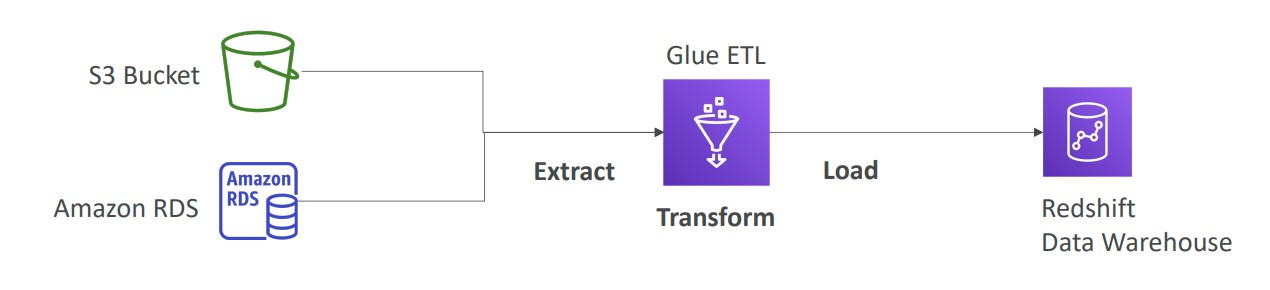 S3 Bucket
Glue ETL
Amazon
RDS
Amazon RDS
Extract
Transform
Load
Redshift
Data Warehouse